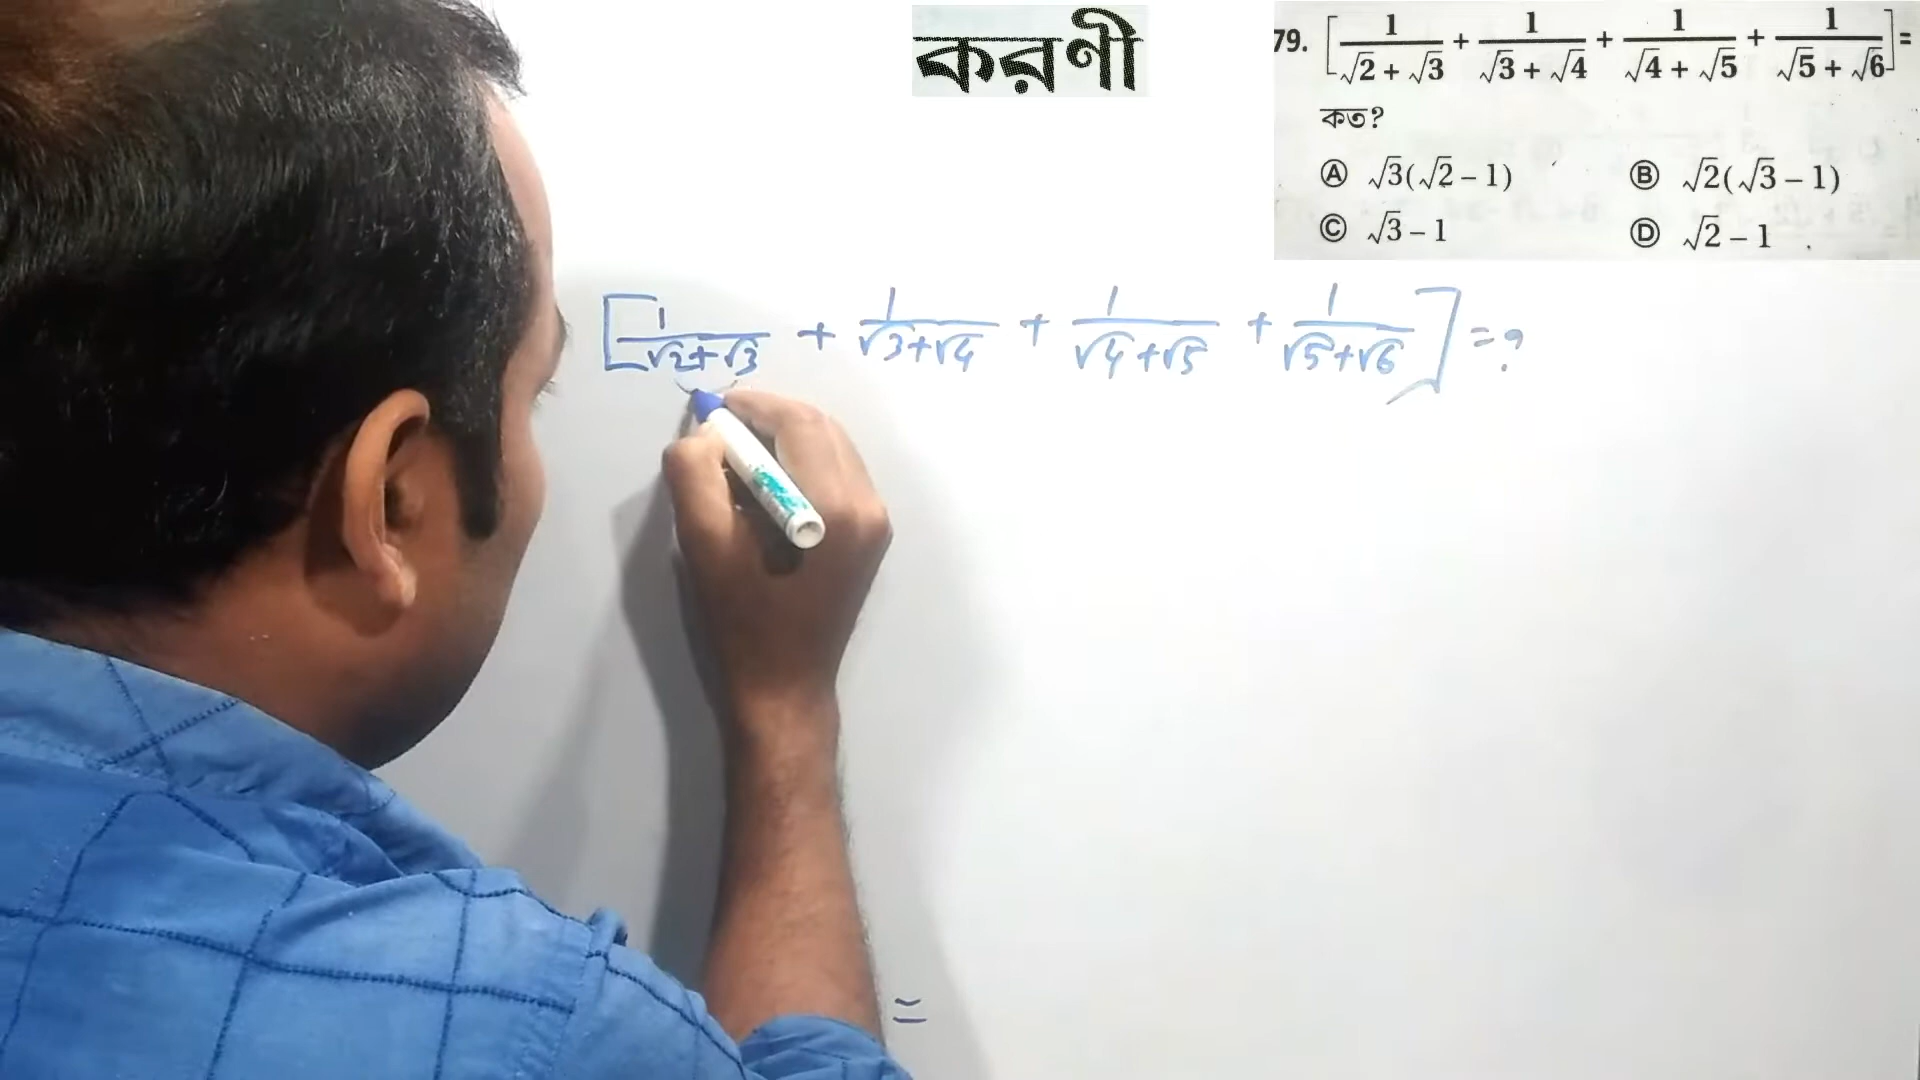 করণী
79. [1/(√2 + √3) + 1/(√3 + √4) + 1/(√4 + √5) + 1/(√5 + √6)] =
কত?
Ⓐ √3(√2 – 1) Ⓑ √2(√3 – 1)
Ⓒ √3 – 1 Ⓓ √2 – 1
[1/(√2+√3) + 1/(√3+√4) + 1/(√4+√5) + 1/(√5+√6)] = ?
=